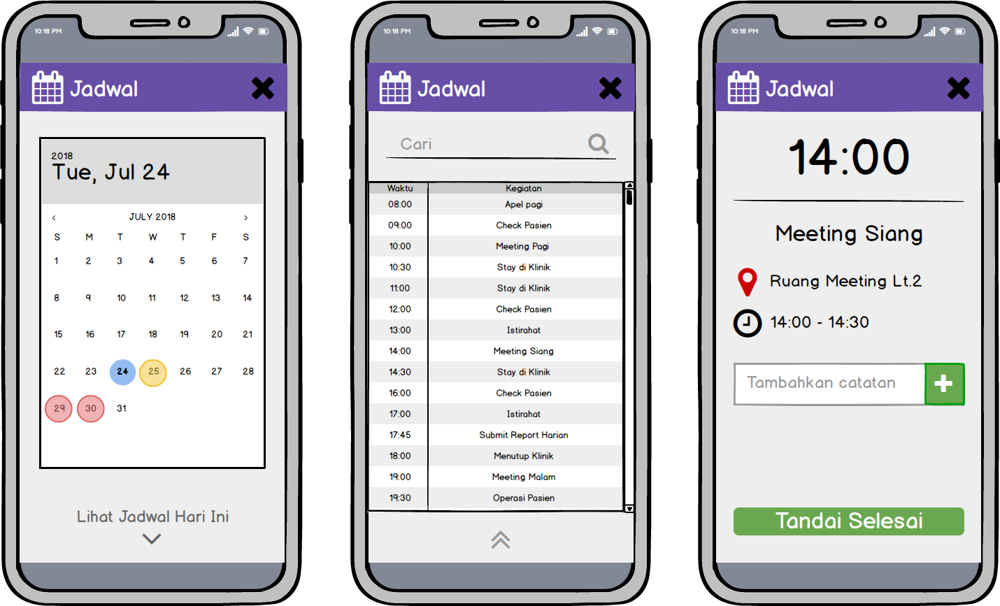 10:18 PM
Jadwal
2018
Tue, Jul 24
JULY 2018
S M T W T F S
1 2 3 4 5 6 7
8 9 10 11 12 13 14
15 16 17 18 19 20 21
22 23 24 25 26 27 28
29 30 31
Lihat Jadwal Hari Ini
10:18 PM
Jadwal
Cari
Waktu Kegiatan
08:00 Apel pagi
09:00 Check Pasien
10:00 Meeting Pagi
10:30 Stay di Klinik
11:00 Stay di Klinik
12:00 Check Pasien
13:00 Istirahat
14:00 Meeting Siang
14:30 Stay di Klinik
16:00 Check Pasien
17:00 Istirahat
17:45 Submit Report Harian
18:00 Menutup Klinik
19:00 Meeting Malam
19:30 Operasi Pasien
10:18 PM
Jadwal
14:00
Meeting Siang
Ruang Meeting Lt.2
14:00 - 14:30
Tambahkan catatan
Tandai Selesai